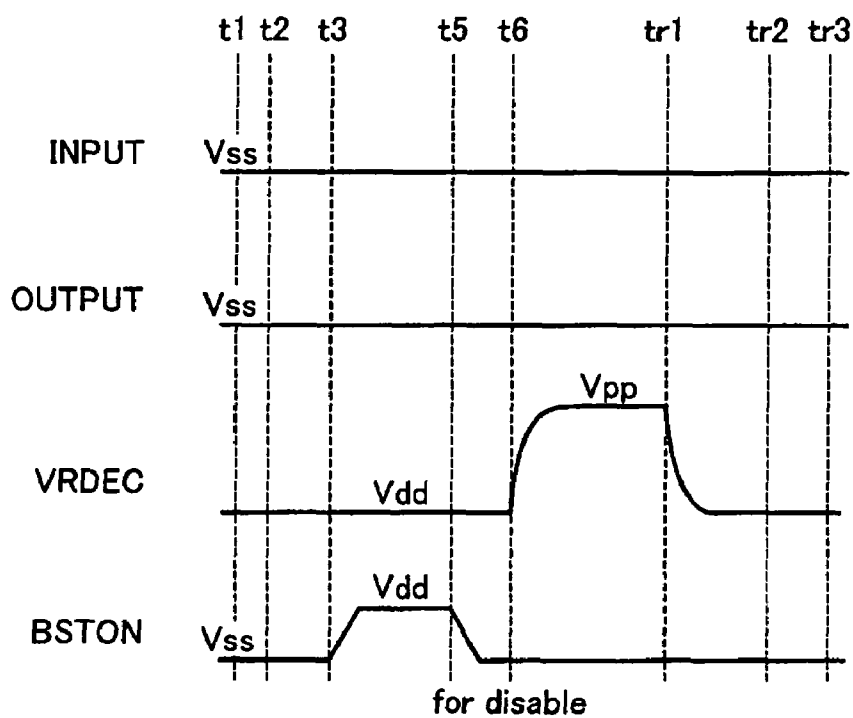 t1 t2 t3 t5 t6 tr1 tr2 tr3
INPUT Vss
OUTPUT Vss
Vpp
VRDEC Vdd
Vdd
BSTON Vss
for disable